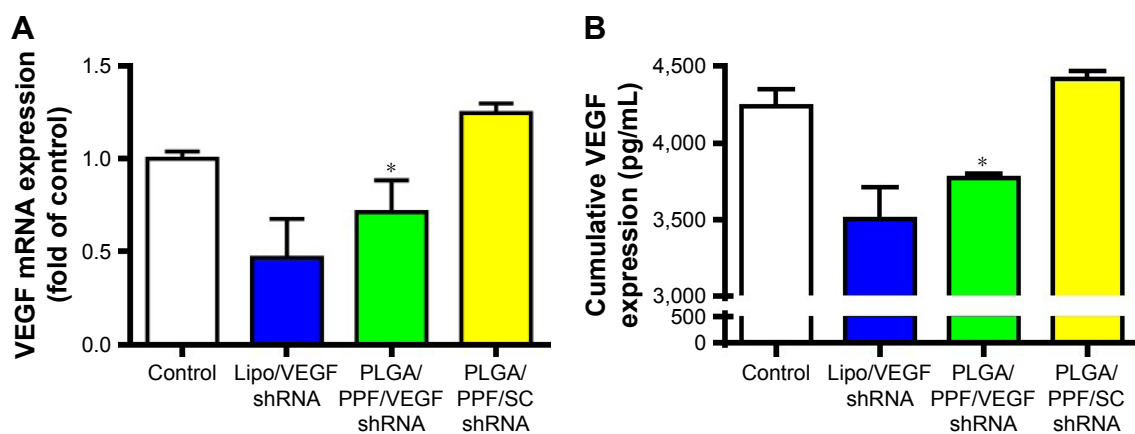 A
VEGF mRNA expression
(fold of control)
1.5
1.0
0.5
0.0
*
Control
Lipo/VEGF
shRNA
PLGA/
PPF/VEGF
shRNA
PLGA/
PPF/SC
shRNA
B
Cumulative VEGF
expression (pg/mL)
4,500
4,000
3,500
3,000
500
0
*
Control
Lipo/VEGF
shRNA
PLGA/
PPF/VEGF
shRNA
PLGA/
PPF/SC
shRNA